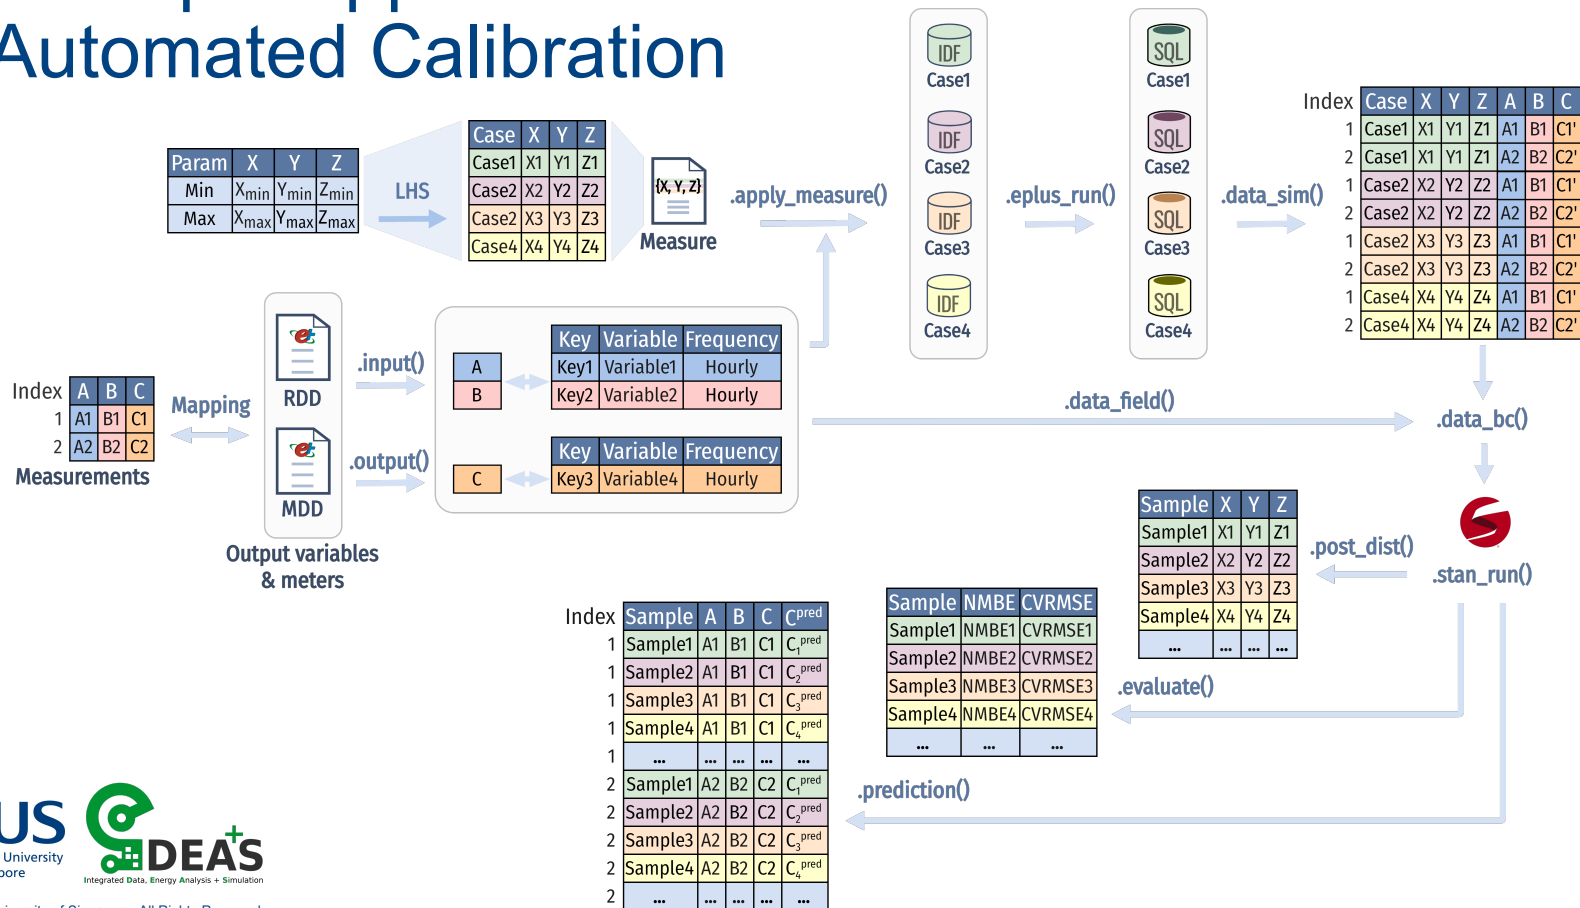 Automated Calibration
Param X Y Z
Min Xmin Ymin Zmin
Max Xmax Ymax Zmax
LHS
Case X Y Z
Case1 X1 Y1 Z1
Case2 X2 Y2 Z2
Case2 X3 Y3 Z3
Case4 X4 Y4 Z4
{X, Y, Z}
Measure
.apply_measure()
IDF
Case1
IDF
Case2
IDF
Case3
IDF
Case4
.eplus_run()
SQL
Case1
SQL
Case2
SQL
Case3
SQL
Case4
.data_sim()
Index Case X Y Z A B C
1 Case1 X1 Y1 Z1 A1 B1 C1'
2 Case1 X1 Y1 Z1 A2 B2 C2'
1 Case2 X2 Y2 Z2 A1 B1 C1'
2 Case2 X2 Y2 Z2 A2 B2 C2'
1 Case2 X3 Y3 Z3 A1 B1 C1'
2 Case2 X3 Y3 Z3 A2 B2 C2'
1 Case4 X4 Y4 Z4 A1 B1 C1'
2 Case4 X4 Y4 Z4 A2 B2 C2'
Index A B C
1 A1 B1 C1
2 A2 B2 C2
Measurements
Mapping
RDD
MDD
Output variables
& meters
.input()
.output()
A
B
Key Variable Frequency
Key1 Variable1 Hourly
Key2 Variable2 Hourly
C
Key Variable Frequency
Key3 Variable4 Hourly
.data_field()
.data_bc()
.stan_run()
.post_dist()
Sample X Y Z
Sample1 X1 Y1 Z1
Sample2 X2 Y2 Z2
Sample3 X3 Y3 Z3
Sample4 X4 Y4 Z4
... ... ... ...
.evaluate()
Sample NMBE CVRMSE
Sample1 NMBE1 CVRMSE1
Sample2 NMBE2 CVRMSE2
Sample3 NMBE3 CVRMSE3
Sample4 NMBE4 CVRMSE4
... ... ...
.prediction()
Index Sample A B C Cpred
1 Sample1 A1 B1 C1 C1pred
1 Sample2 A1 B1 C1 C2pred
1 Sample3 A1 B1 C1 C3pred
1 Sample4 A1 B1 C1 C4pred
1 ... ... ... ... ...
2 Sample1 A2 B2 C2 C1pred
2 Sample2 A2 B2 C2 C2pred
2 Sample3 A2 B2 C2 C3pred
2 Sample4 A2 B2 C2 C4pred
2 ... ... ... ... ...
US
University
pore
DEAS+
Integrated Data, Energy Analysis + Simulation